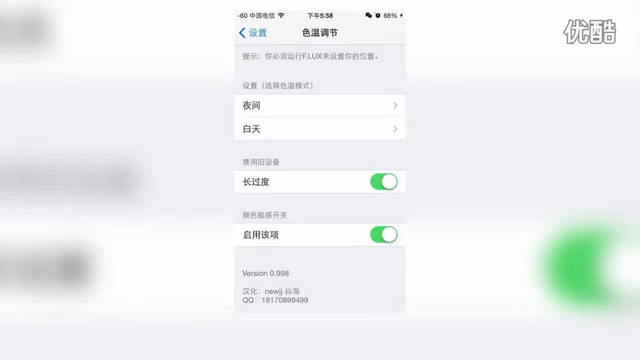 -60 中国电信 下午5:58 68%
优酷
设置 色温调节
提示：你必须运行F.LUX来设置你的位置。
设置（选择色温模式）
夜间
白天
禁用旧设备
长过度
颜色敏感开关
启用该项
Version 0.998
汉化：newjj
QQ：18170899499